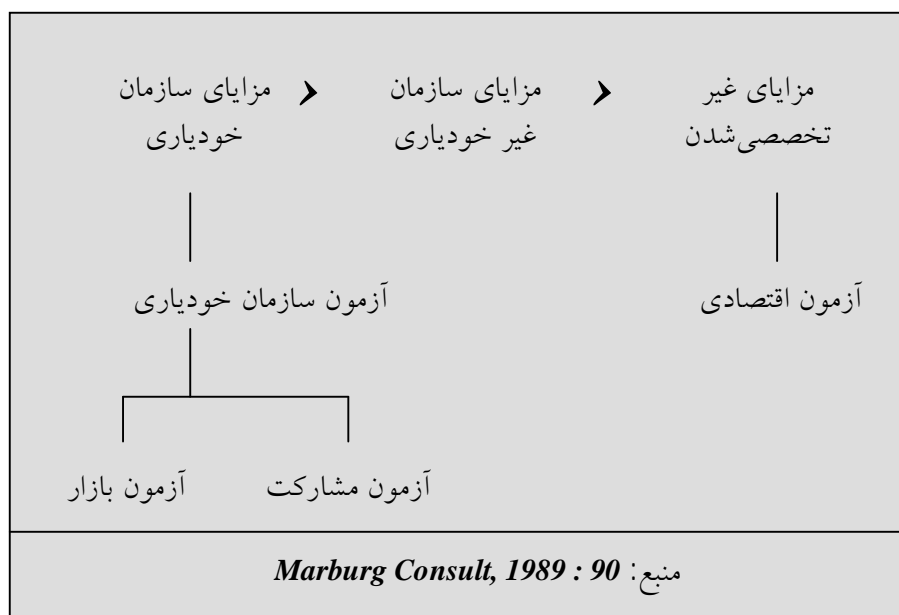 مزایای غیر › مزایای سازمان › مزایای سازمان
تخصصی‌شدن غیر خودیاری خودیاری
آزمون اقتصادی آزمون سازمان خودیاری
آزمون مشارکت آزمون بازار
منبع: Marburg Consult, 1989 : 90